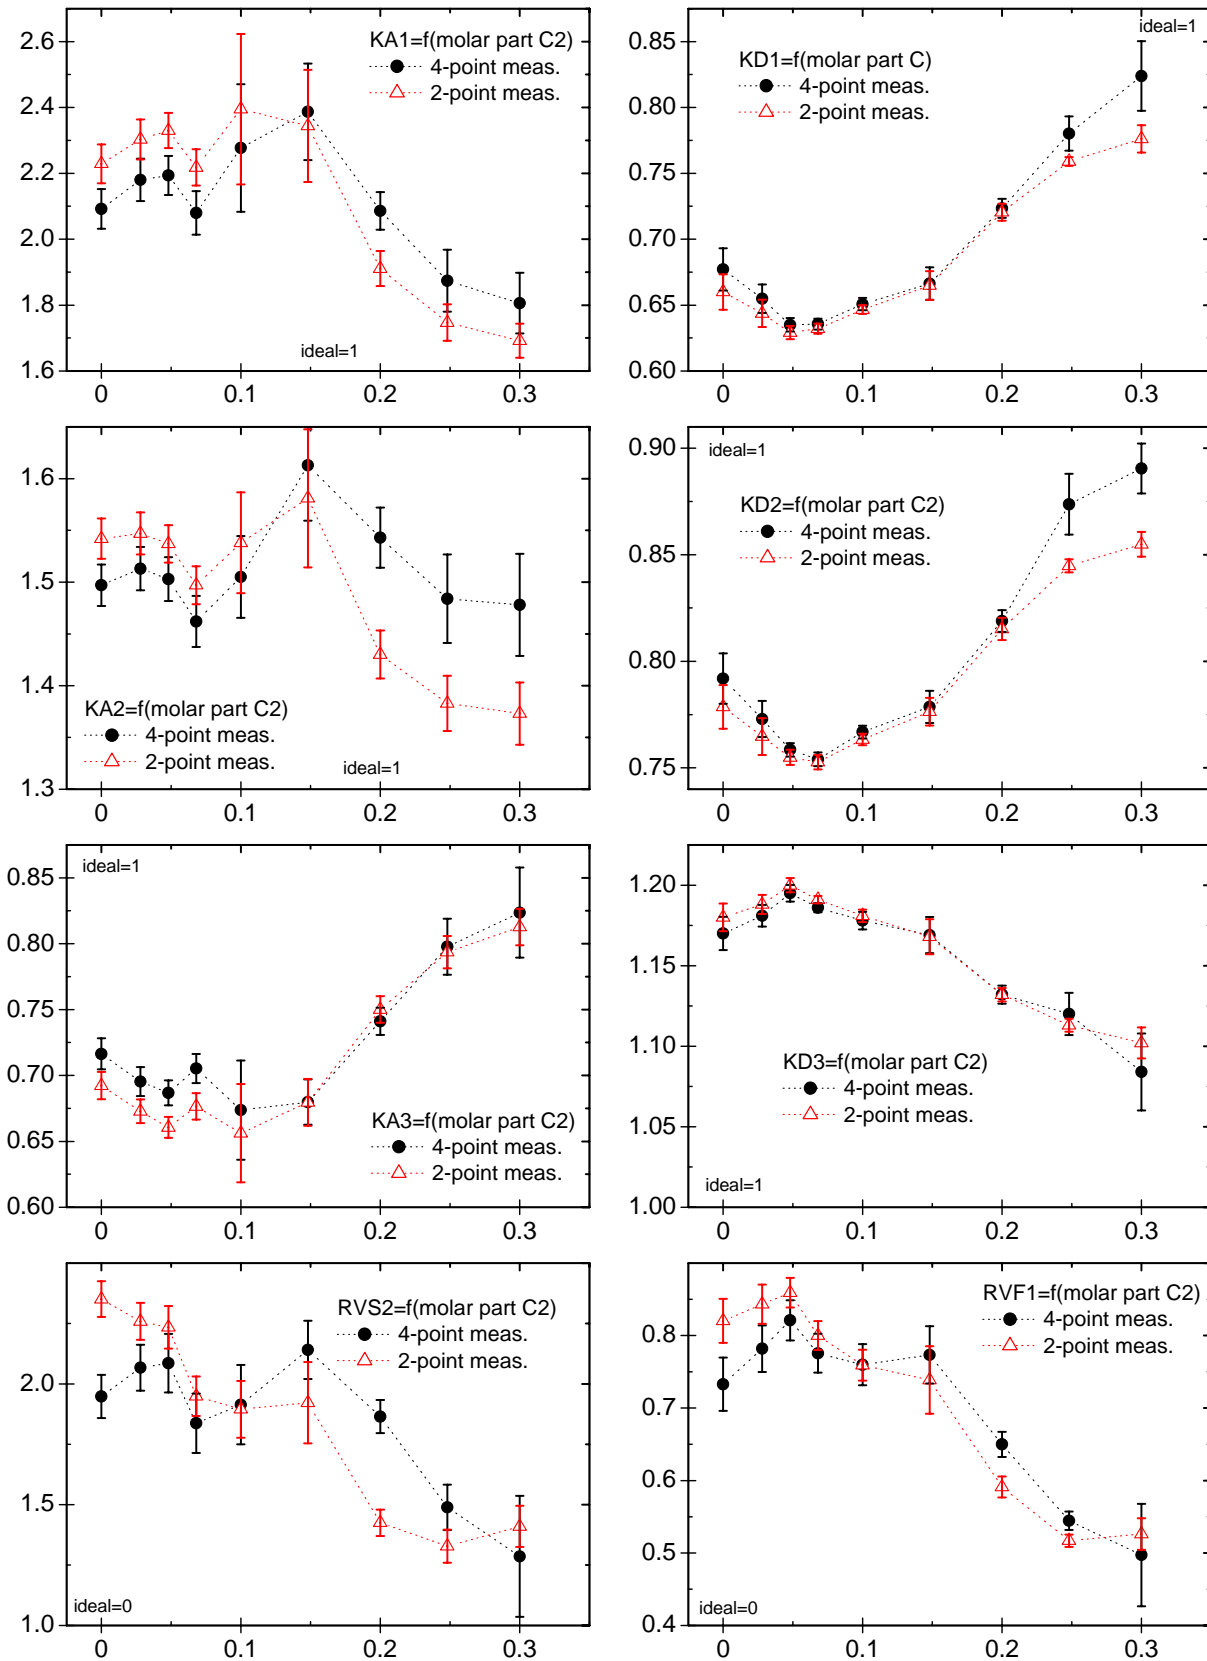 2.6
2.4
2.2
2.0
1.8
1.6
KA1=f(molar part C2)
4-point meas.
2-point meas.
ideal=1
0 0.1 0.2 0.3
0.85
0.80
0.75
0.70
0.65
0.60
ideal=1
KD1=f(molar part C)
4-point meas.
2-point meas.
0 0.1 0.2 0.3
1.6
1.5
1.4
1.3
KA2=f(molar part C2)
4-point meas.
2-point meas.
ideal=1
0 0.1 0.2 0.3
0.90
0.85
0.80
0.75
ideal=1
KD2=f(molar part C2)
4-point meas.
2-point meas.
0 0.1 0.2 0.3
0.85
0.80
0.75
0.70
0.65
0.60
ideal=1
KA3=f(molar part C2)
4-point meas.
2-point meas.
0 0.1 0.2 0.3
1.20
1.15
1.10
1.05
1.00
KD3=f(molar part C2)
4-point meas.
2-point meas.
ideal=1
0 0.1 0.2 0.3
2.0
1.5
1.0
RVS2=f(molar part C2)
4-point meas.
2-point meas.
ideal=0
0 0.1 0.2 0.3
0.8
0.7
0.6
0.5
0.4
RVF1=f(molar part C2)
4-point meas.
2-point meas.
ideal=0
0 0.1 0.2 0.3